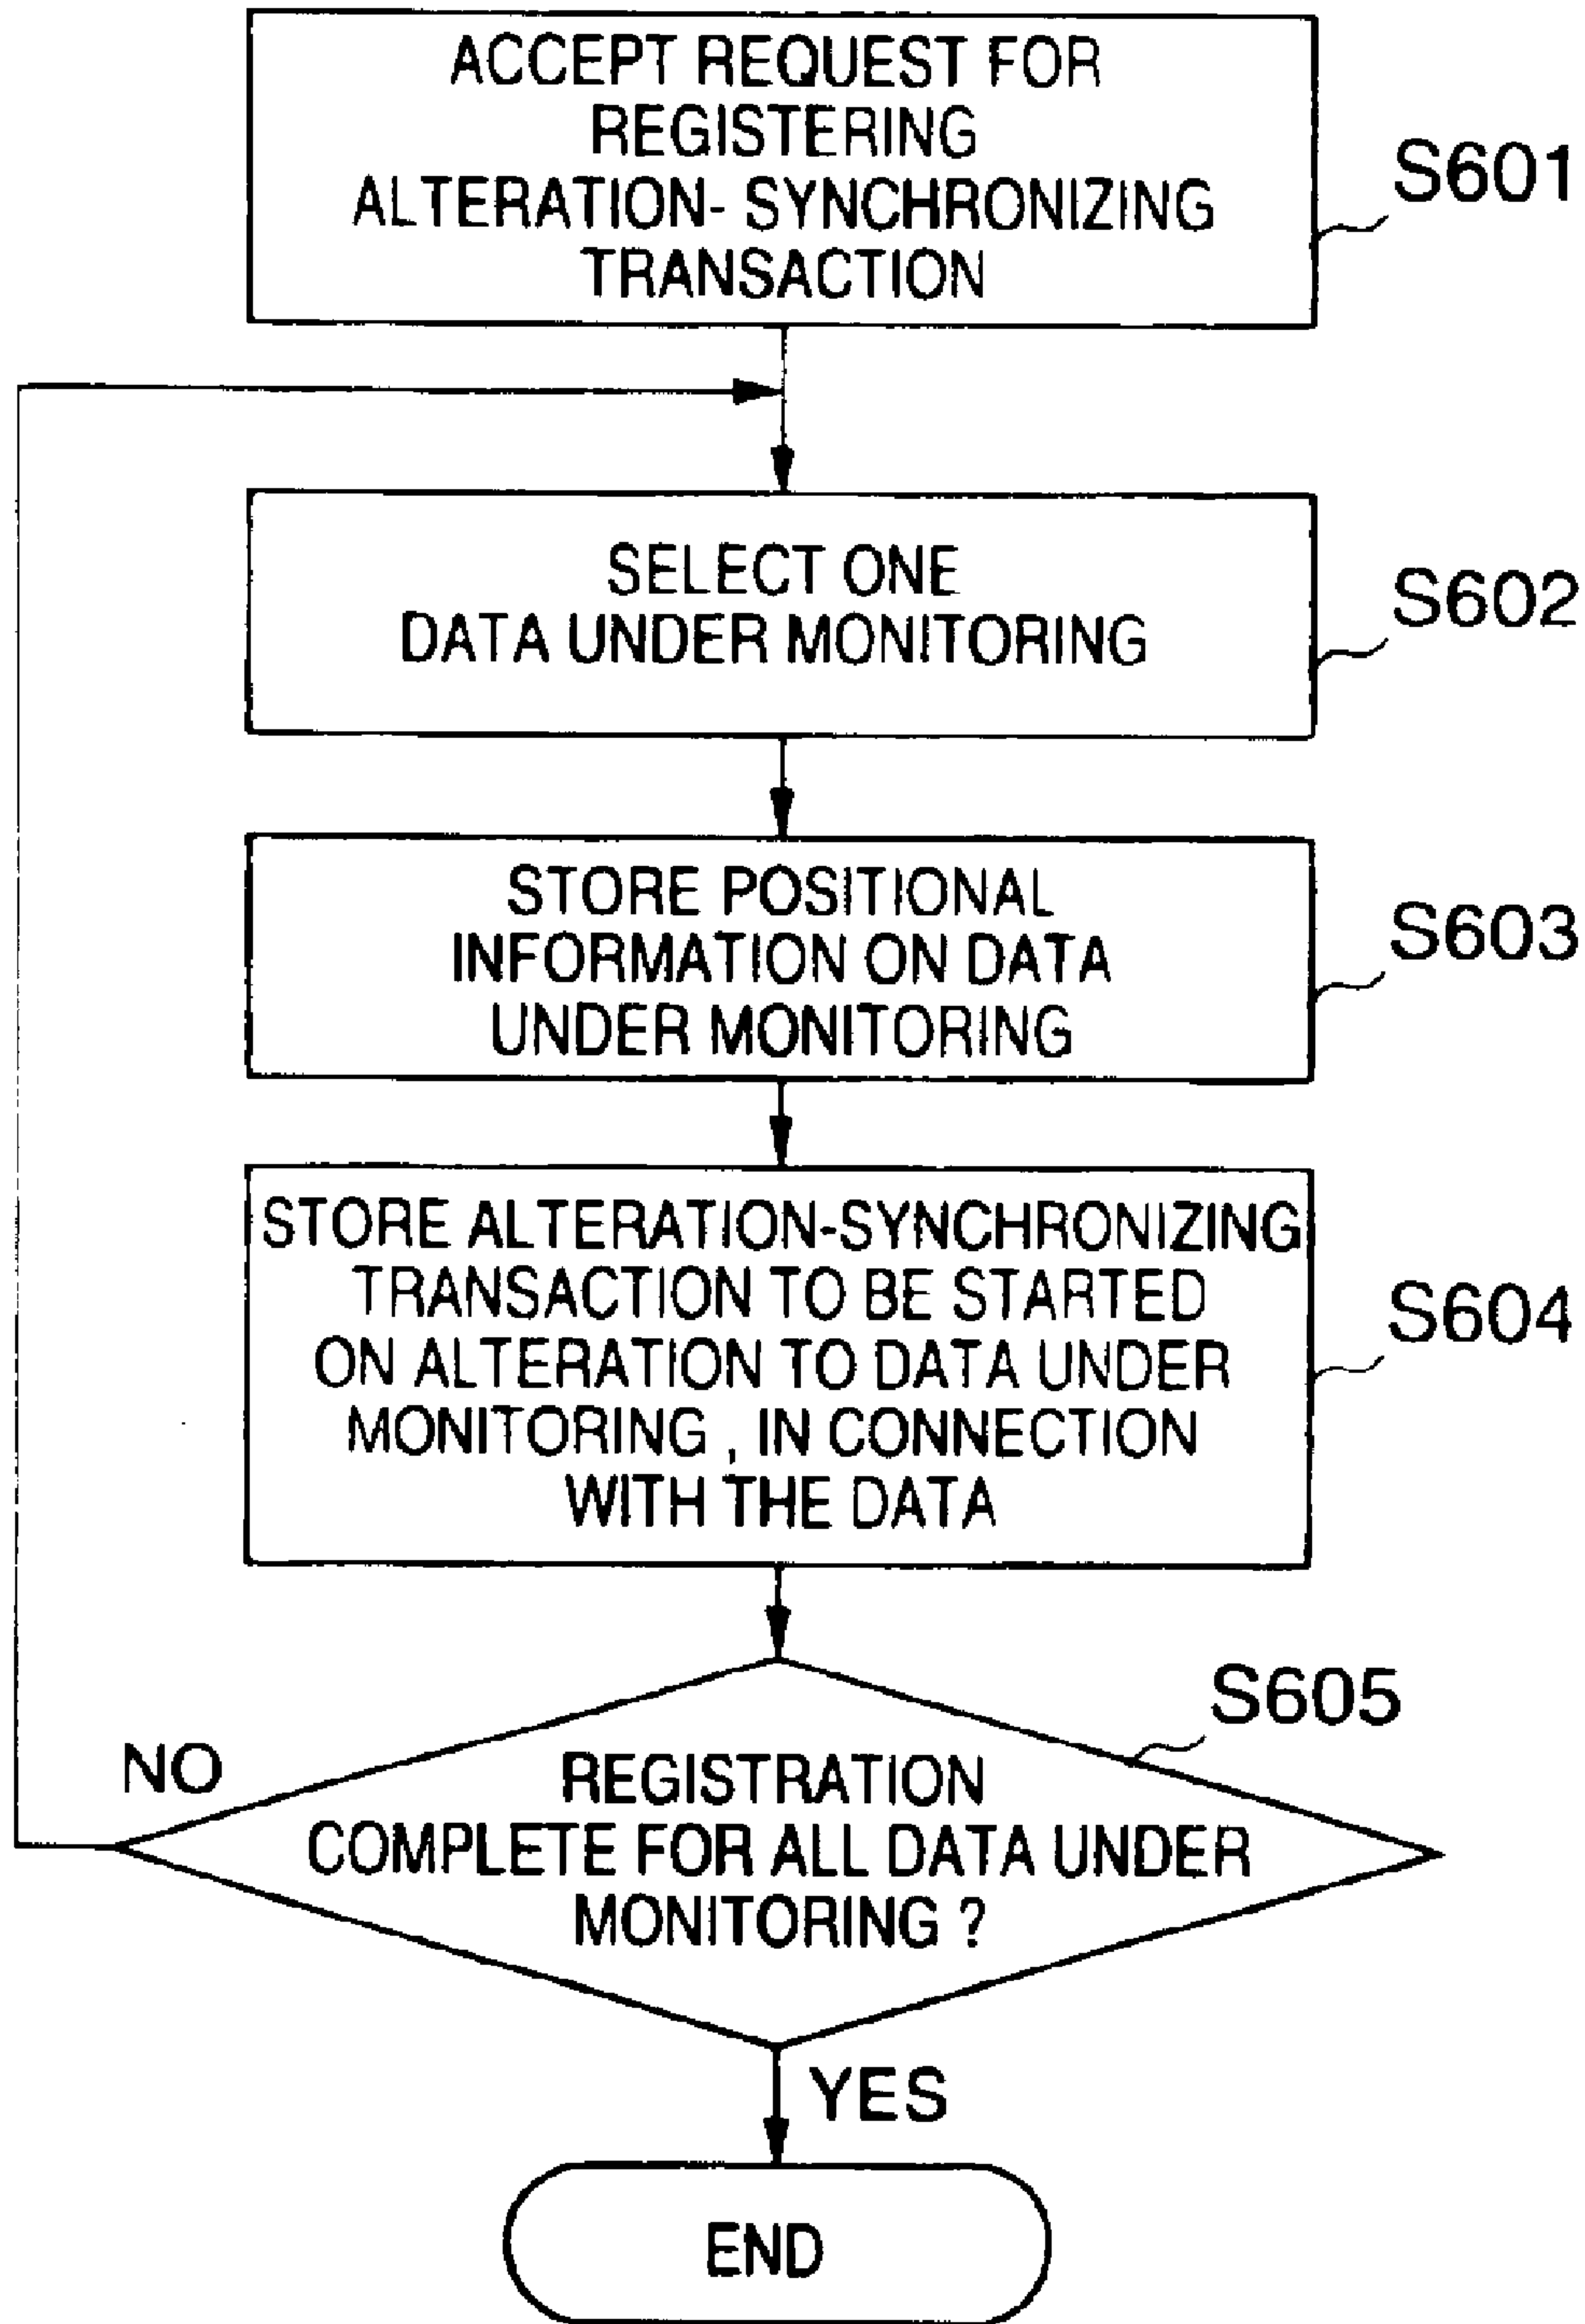 ACCEPT REQUEST FOR
REGISTERING
ALTERATION- SYNCHRONIZING
TRANSACTION
S601
SELECT ONE
DATA UNDER MONITORING
S602
STORE POSITIONAL
INFORMATION ON DATA
UNDER MONITORING
S603
STORE ALTERATION-SYNCHRONIZING
TRANSACTION TO BE STARTED
ON ALTERATION TO DATA UNDER
MONITORING , IN CONNECTION
WITH THE DATA
S604
S605
NO
REGISTRATION
COMPLETE FOR ALL DATA UNDER
MONITORING ?
YES
END